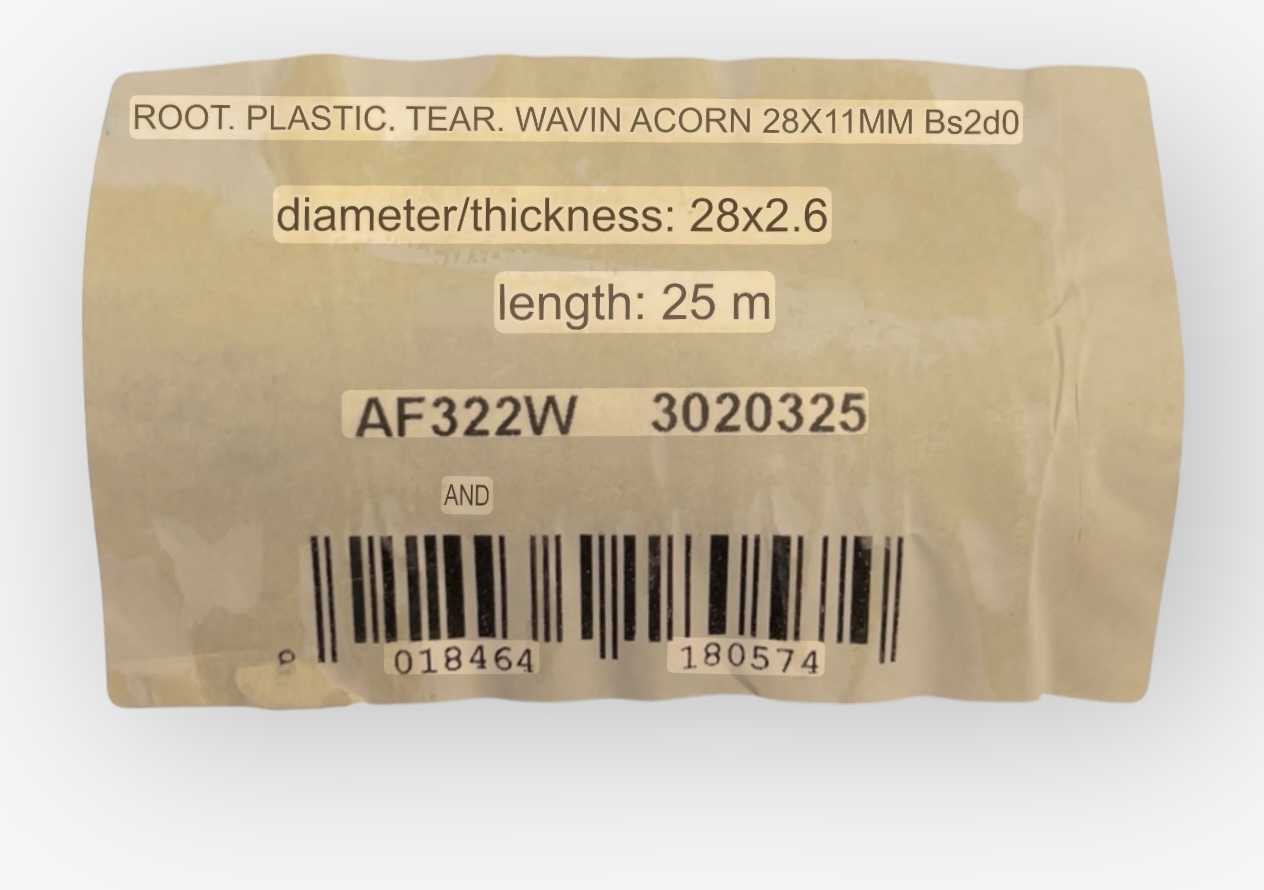 ROOT. PLASTIC. TEAR. WAVIN ACORN 28X11MM Bs2d0
diameter/thickness: 28x2.6
length: 25 m
AF322W 3020325
AND
018464 180574